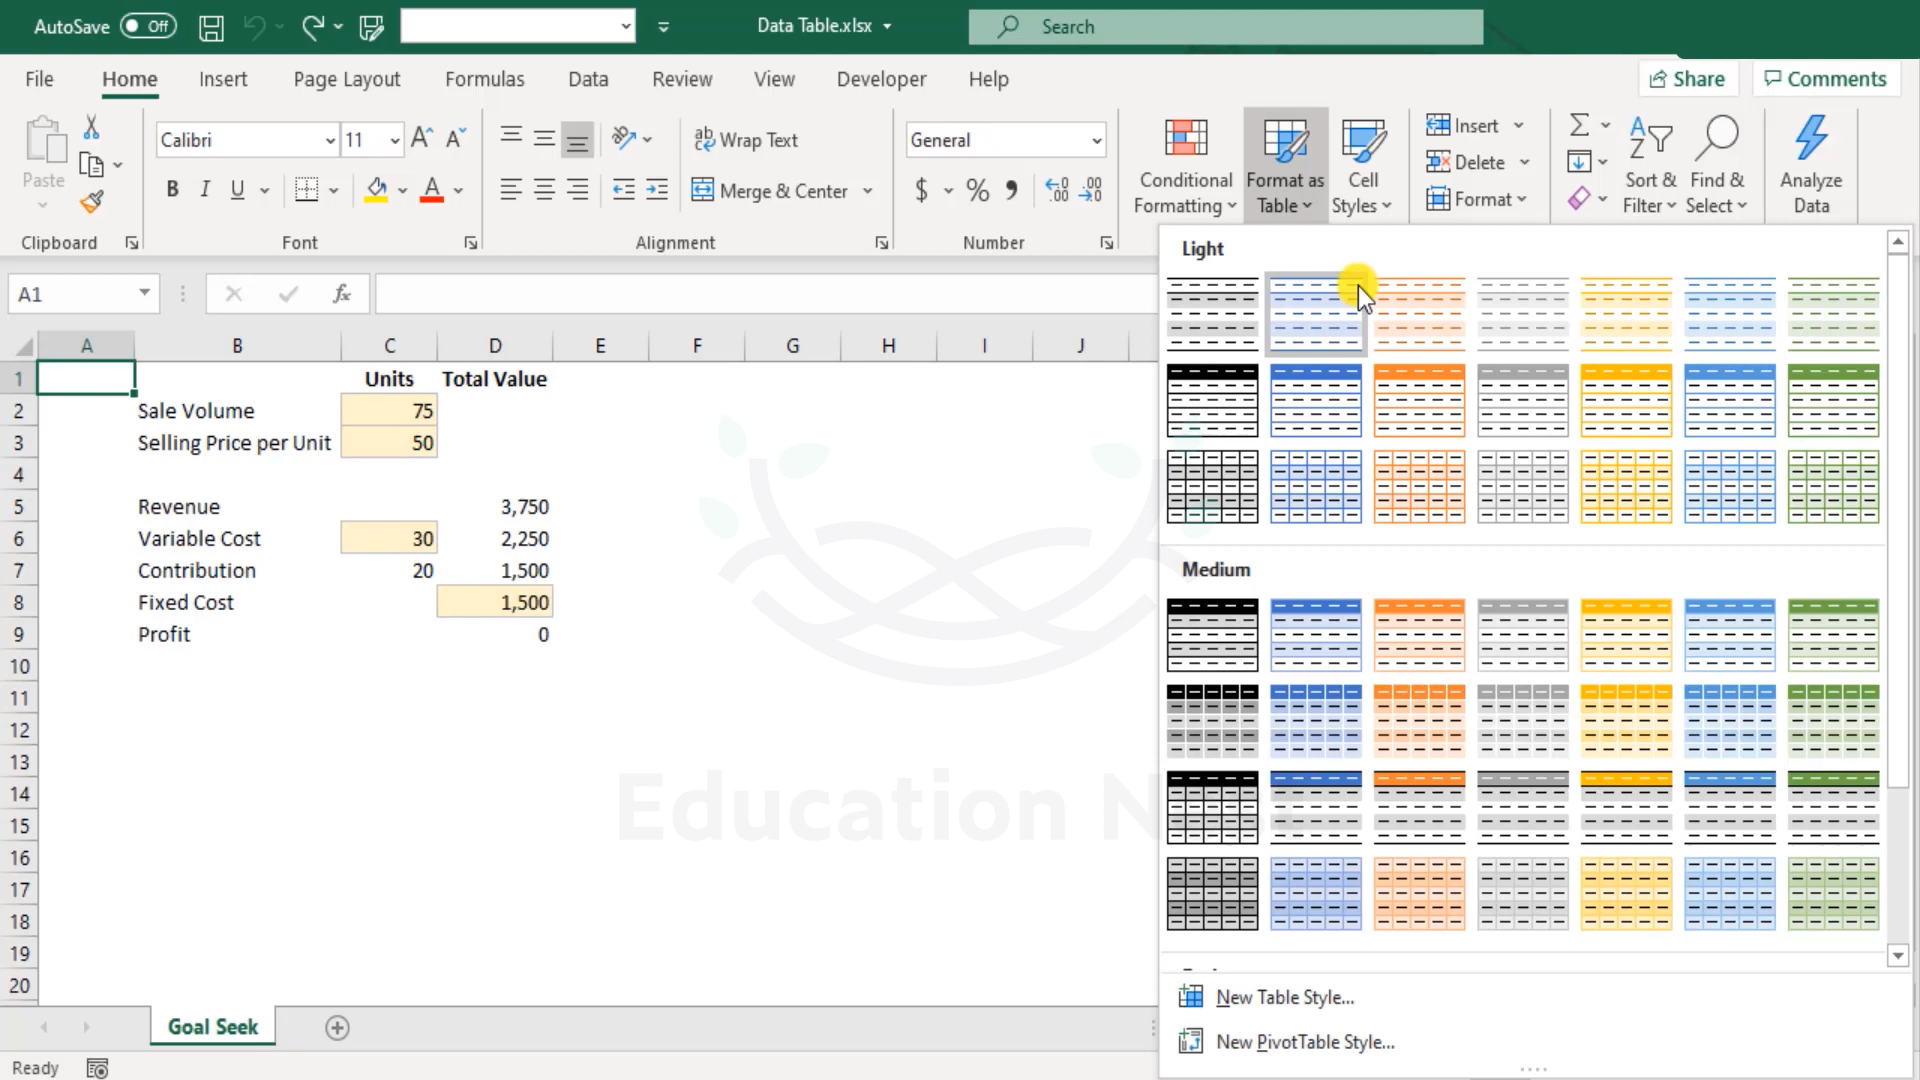 AutoSave Off Data Table.xlsx Search
File Home Insert Page Layout Formulas Data Review View Developer Help Share Comments
Calibri 11 Wrap Text General Insert
Paste Delete
B I U Merge & Center $ % Format
Conditional Formatting Format as Table Cell Styles Sort & Filter Find & Select Analyze Data
Clipboard Font Alignment Number
A1 fx
A B C D E F G H I J
1 Units Total Value
2 Sale Volume 75
3 Selling Price per Unit 50
4
5 Revenue 3,750
6 Variable Cost 30 2,250
7 Contribution 20 1,500
8 Fixed Cost 1,500
9 Profit 0
10
11
12
13
14
15
16
17
18
19
20
Education
Light
Medium
New Table Style...
New PivotTable Style...
Goal Seek
Ready